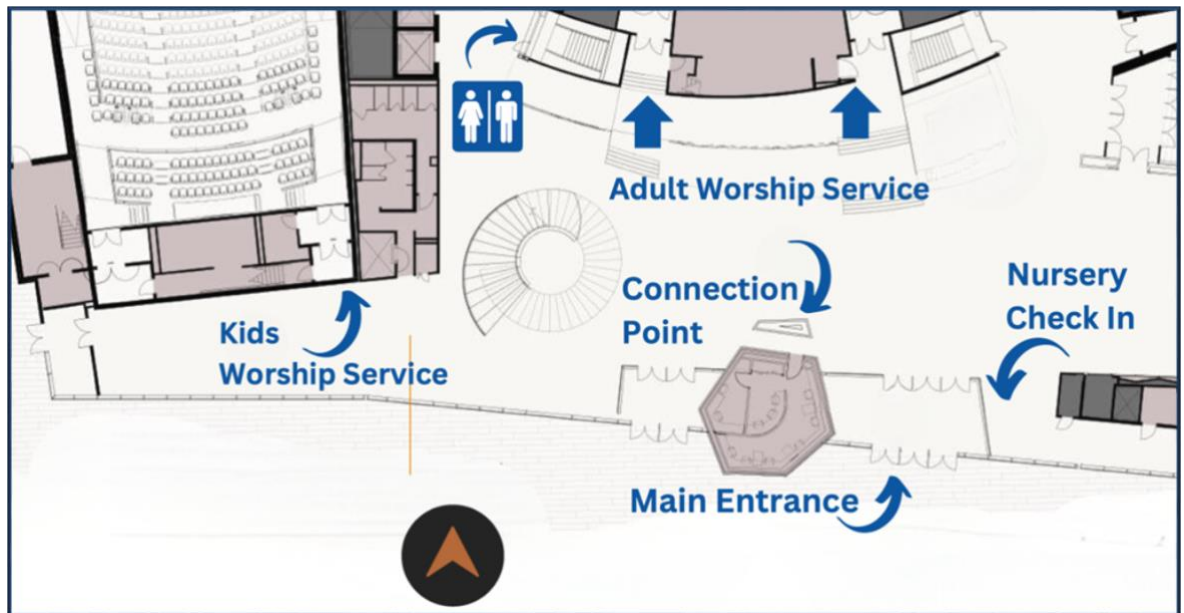 Adult Worship Service
Connection
Point
Nursery
Check In
Kids
Worship Service
Main Entrance